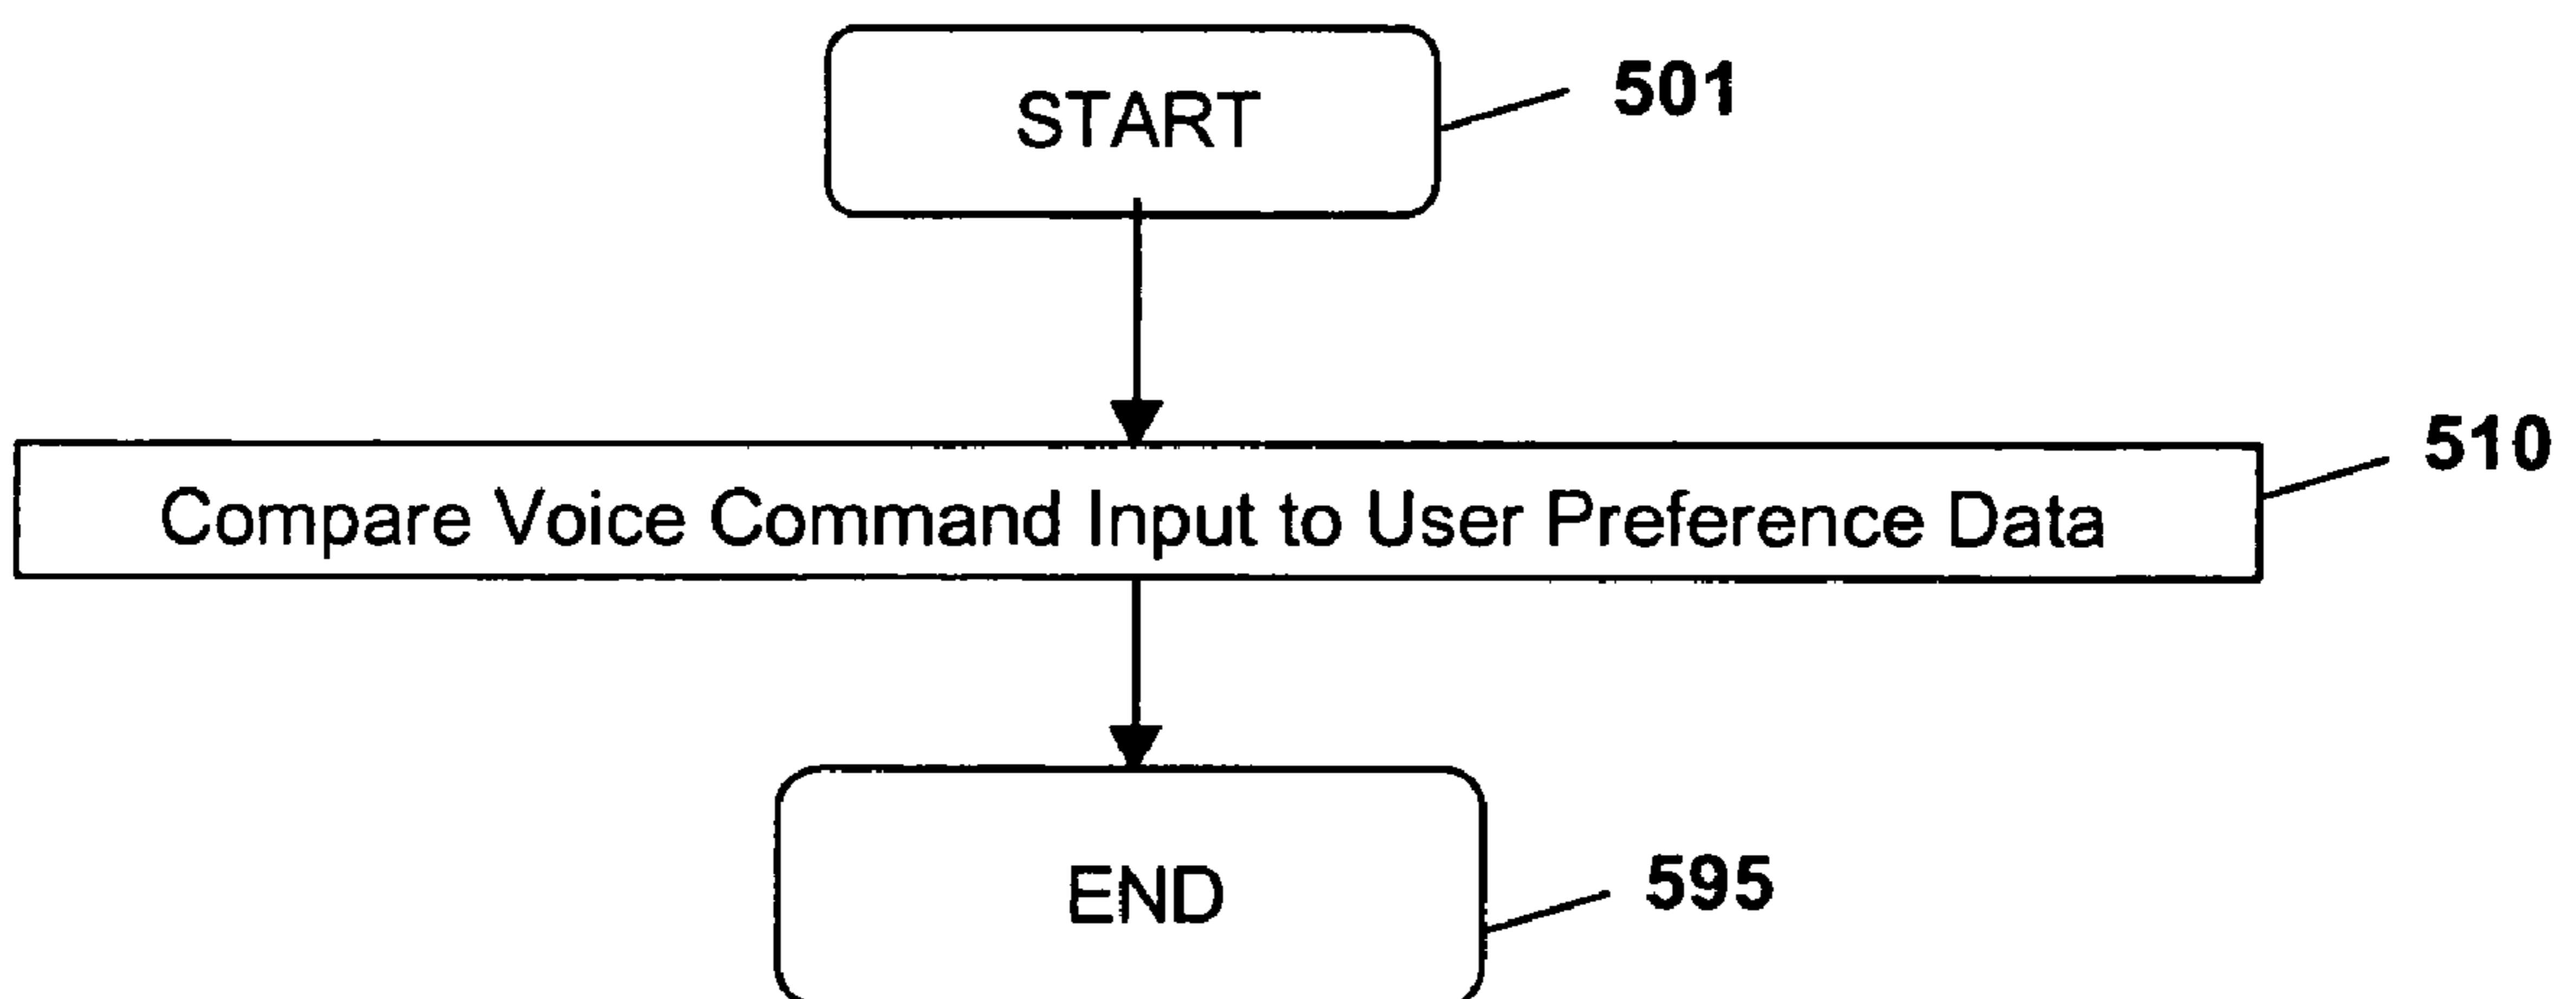 START
501
Compare Voice Command Input to User Preference Data
510
END
595